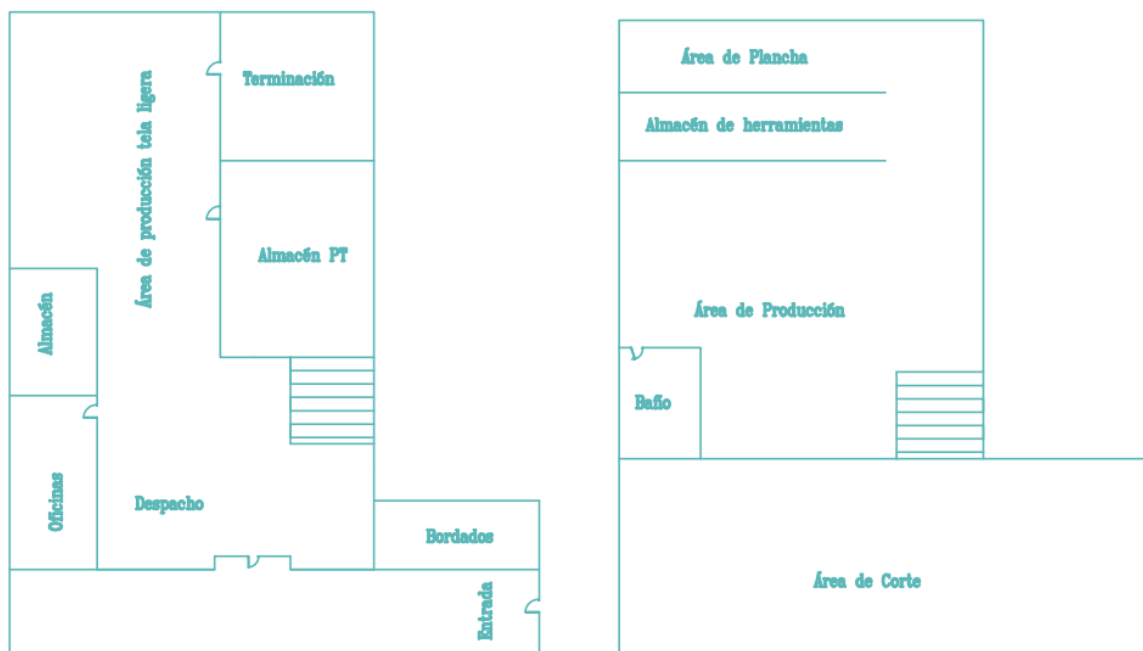 Terminación
Área de producción tela ligera
Almacén PT
Almacén
Oficinas
Despacho
Bordados
Entrada
Área de Plancha
Almacén de herramientas
Área de Producción
Baño
Área de Corte